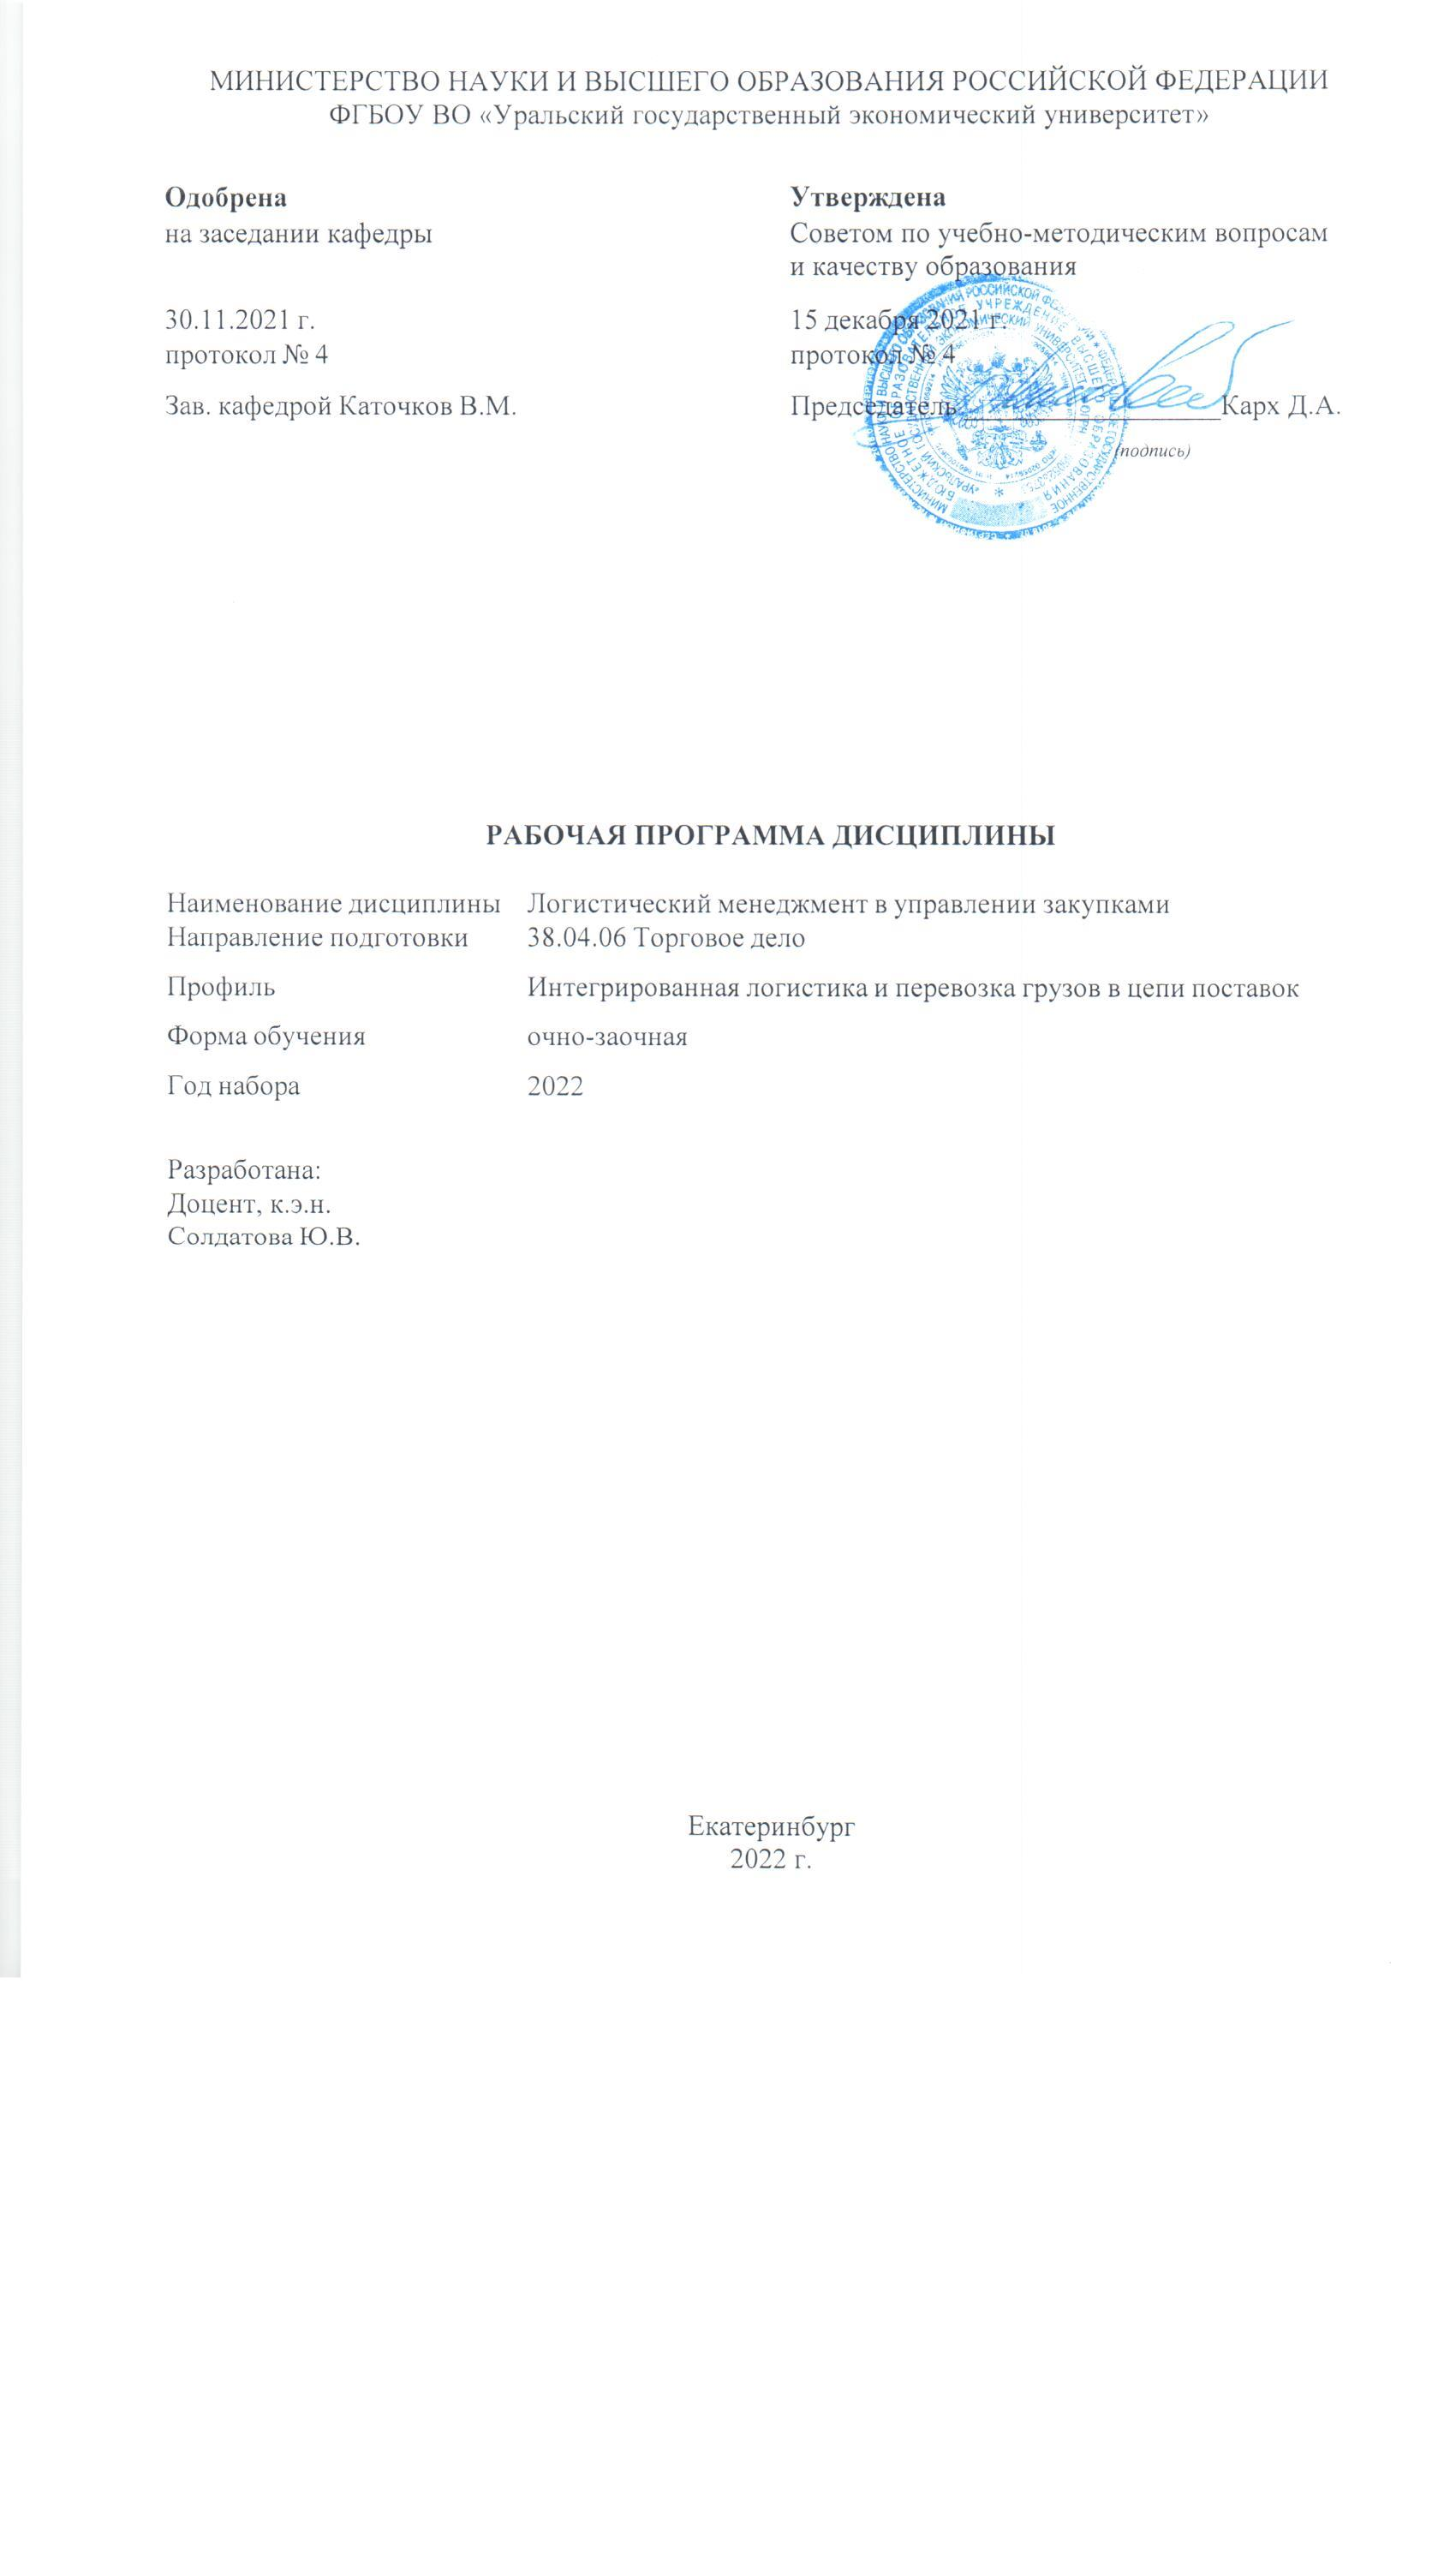 МИНИСТЕРСТВО НАУКИ И ВЫСШЕГО ОБРАЗОВАНИЯ РОССИЙСКОЙ ФЕДЕРАЦИИ
ФГБОУ ВО «Уральский государственный экономический университет»
Одобрена
на заседании кафедры
30.11.2021 г.
протокол № 4
Зав. кафедрой Каточков В.М.
Утверждена
Советом по учебно-методическим вопросам
и качеству образования
15 декабря 2021 г.
протокол № 4
Председатель Карх Д.А.
(подпись)
РАБОЧАЯ ПРОГРАММА ДИСЦИПЛИНЫ
Наименование дисциплины Логистический менеджмент в управлении закупками
Направление подготовки 38.04.06 Торговое дело
Профиль Интегрированная логистика и перевозка грузов в цепи поставок
Форма обучения очно-заочная
Год набора 2022
Разработана:
Доцент, к.э.н.
Солдатова Ю.В.
Екатеринбург
2022 г.